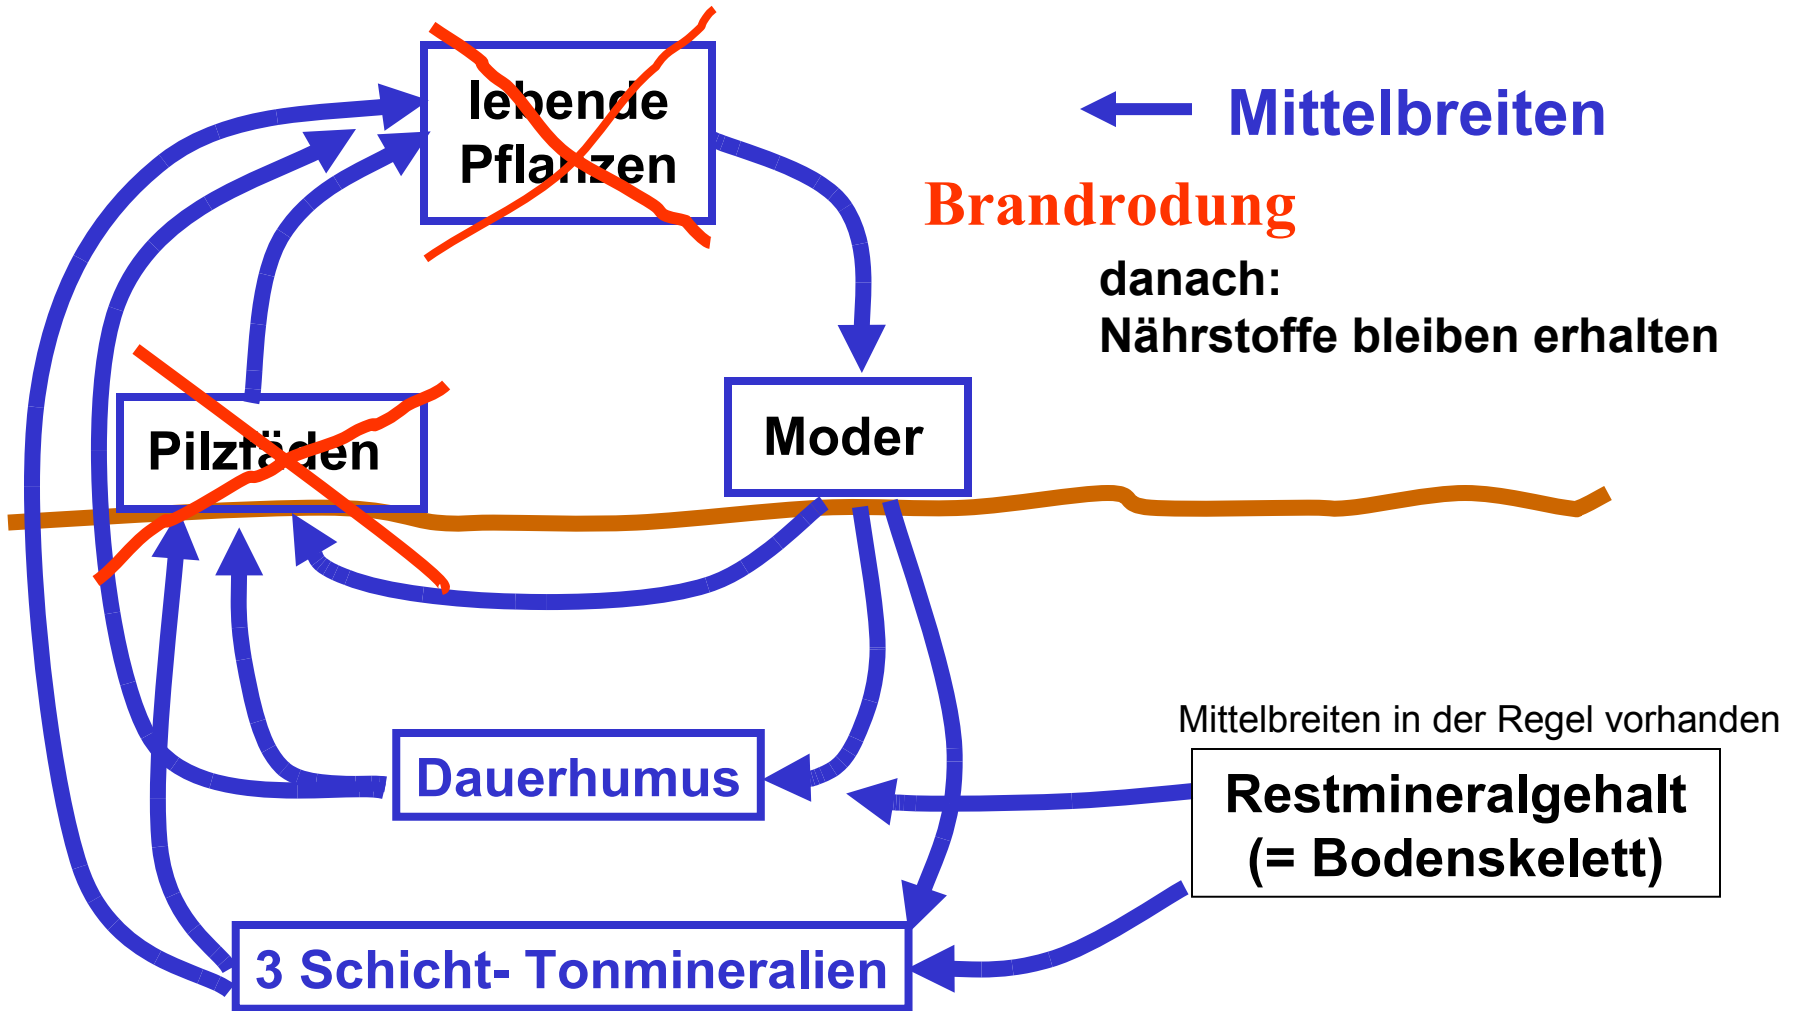 lebende
Pflanzen
Mittelbreiten
Brandrodung
danach:
Nährstoffe bleiben erhalten
Pilzfäden
Moder
Mittelbreiten in der Regel vorhanden
Dauerhumus
Restmineralgehalt
(= Bodenskelett)
3 Schicht- Tonmineralien